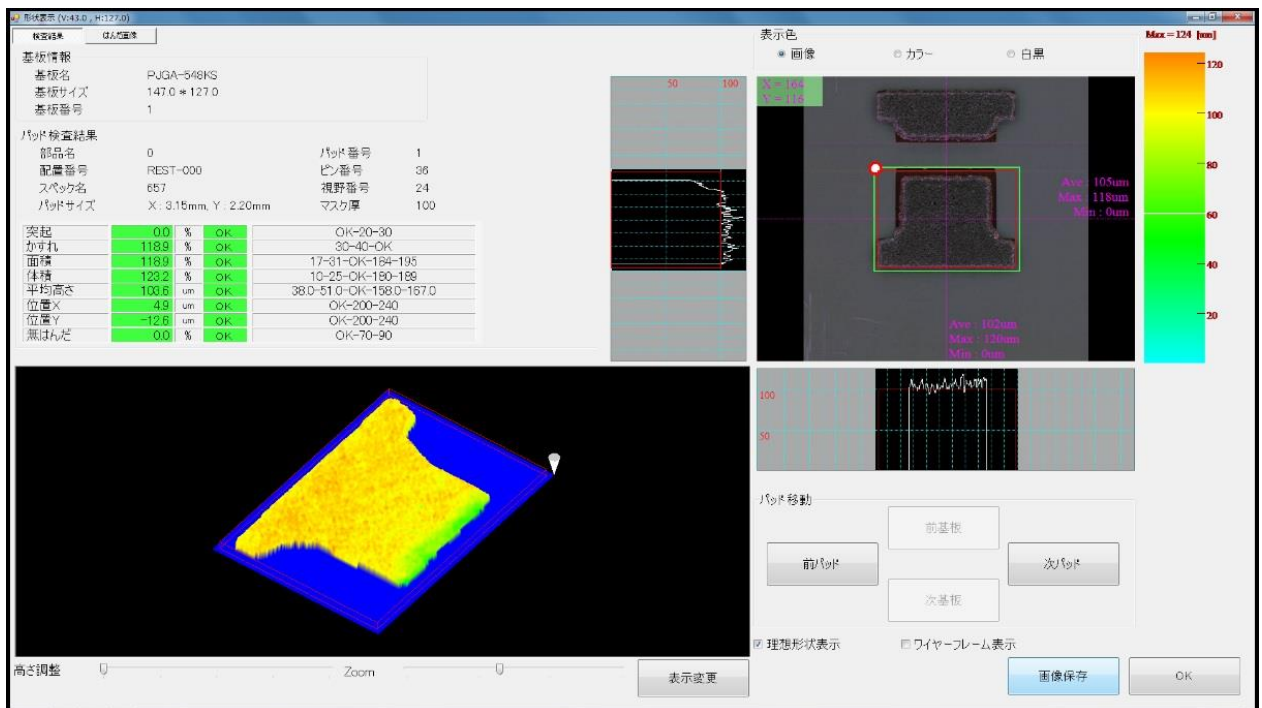 形状表示 (V:43.0 , H:127.0)
検査結果 はんだ画像
基板情報
基板名 PJGA-548KS
基板サイズ 147.0 * 127.0
基板番号 1
パッド検査結果
部品名 0 パッド番号 1
配置番号 REST-000 ピン番号 36
スペック名 657 視野番号 24
パッドサイズ X : 3.15mm, Y : 2.20mm マスク厚 100
突起 0.0 % OK OK-20-30
かすれ 118.9 % OK 30-40-OK
面積 118.9 % OK 17-31-OK-184-195
体積 123.2 % OK 10-25-OK-180-189
平均高さ 103.6 um OK 38.0-51.0-OK-158.0-167.0
位置X 4.9 um OK OK-200-240
位置Y -12.6 um OK OK-200-240
無はんだ 0.0 % OK OK-70-90
50 100
表示色
画像 カラー 白黒
X = 164
Y = 116
Ave : 105um
Max : 118um
Min : 0um
Ave : 102um
Max : 120um
Min : 0um
Max = 124 [um]
120
100
80
60
40
20
100
50
パッド移動
前基板
前パッド 次パッド
次基板
理想形状表示 ワイヤーフレーム表示
高さ調整 Zoom 表示変更
画像保存 OK